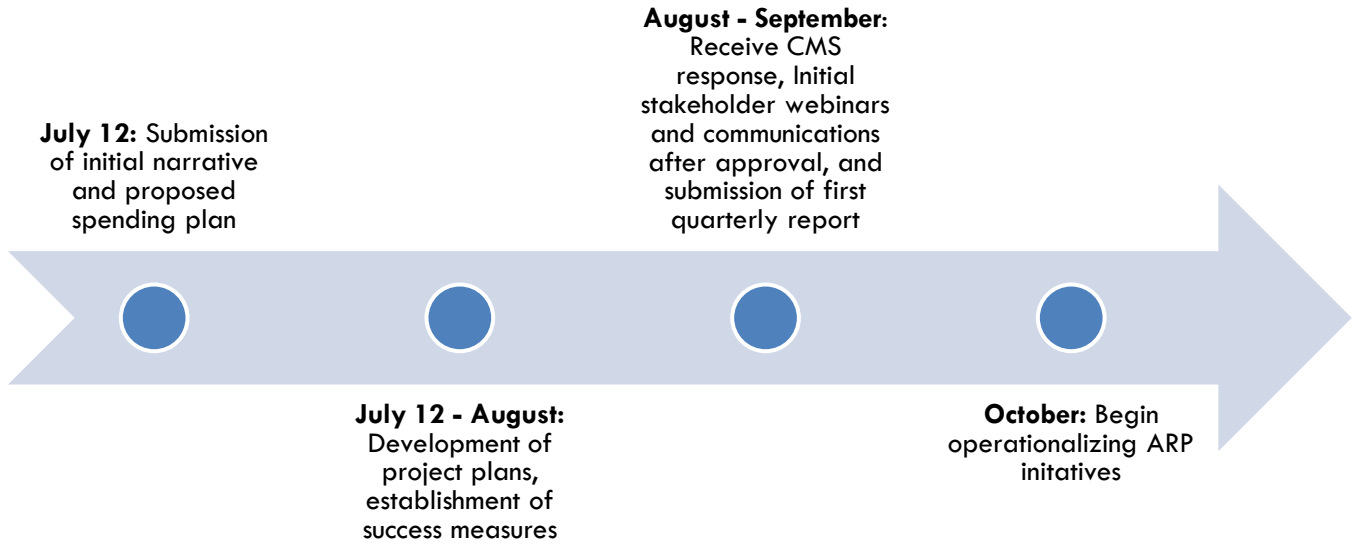 July 12: Submission
of initial narrative
and proposed
spending plan
July 12 - August:
Development of
project plans,
establishment of
success measures
August - September:
Receive CMS
response, Initial
stakeholder webinars
and communications
after approval, and
submission of first
quarterly report
October: Begin
operationalizing ARP
initatives